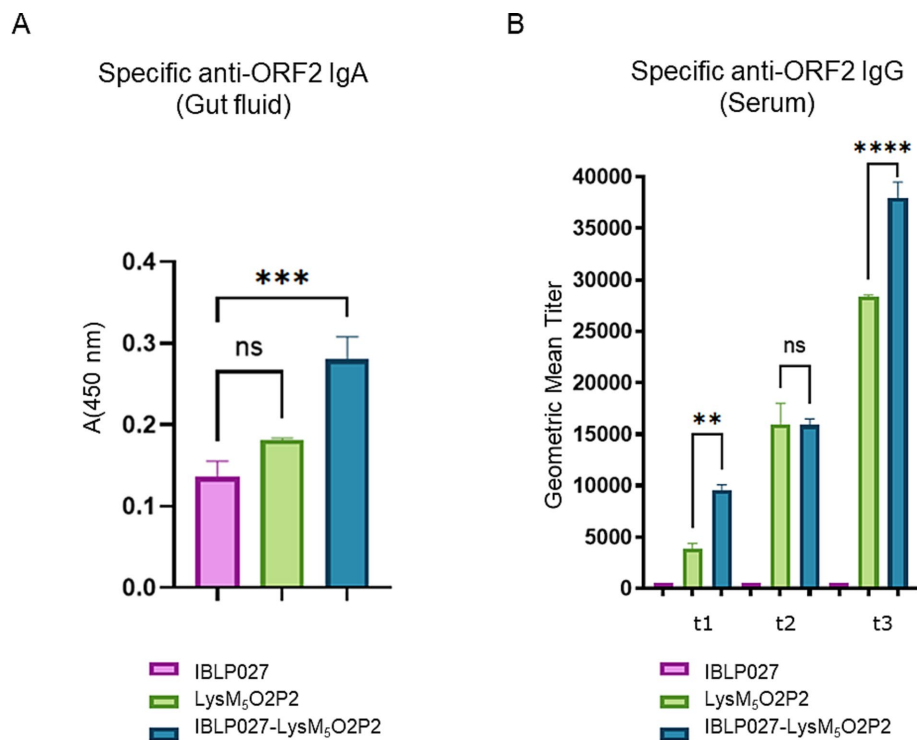 A
Specific anti-ORF2 IgA
(Gut fluid)
A(450 nm)
0.4
0.3
0.2
0.1
0.0
***
ns
IBLP027
LysM₅O2P2
IBLP027-LysM₅O2P2
B
Specific anti-ORF2 IgG
(Serum)
Geometric Mean Titer
40000
35000
30000
25000
20000
15000
10000
5000
0
**
ns
****
t1 t2 t3
IBLP027
LysM₅O2P2
IBLP027-LysM₅O2P2